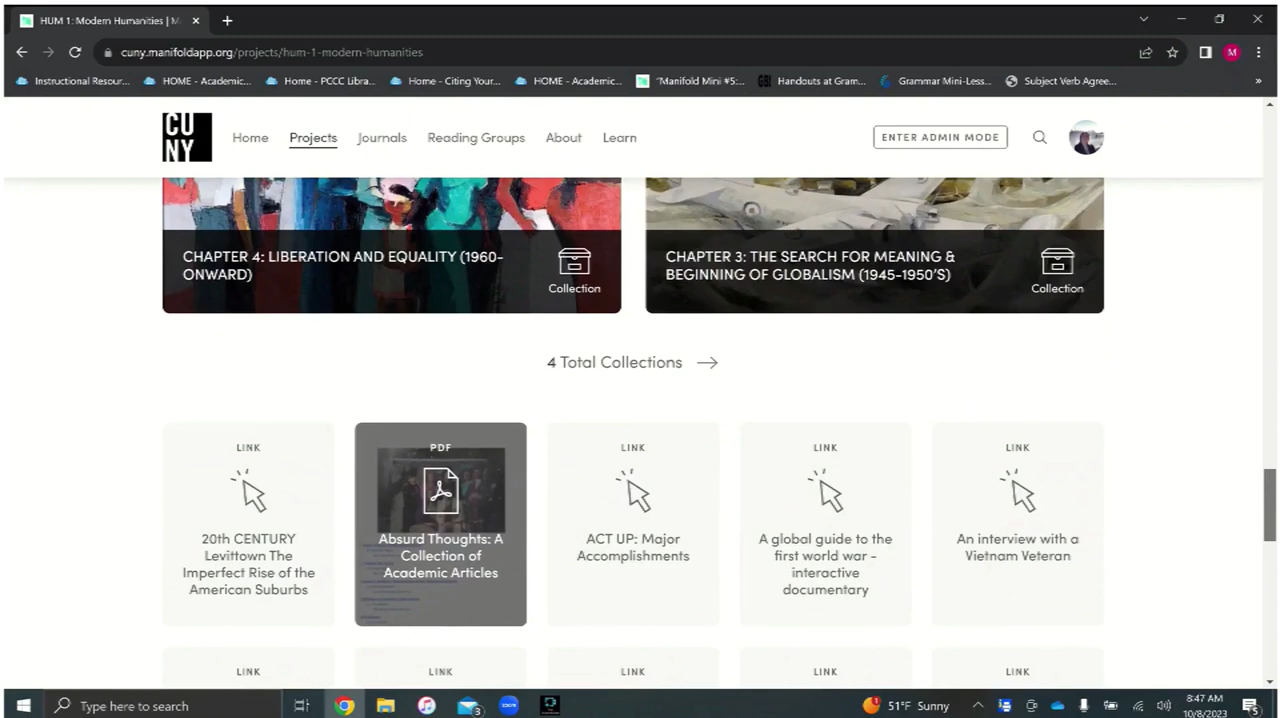 HUM 1: Modern Humanities | M
cuny.manifoldapp.org/projects/hum-1-modern-humanities
Instructional Resour...
HOME - Academic...
Home - PCCC Libra...
Home - Citing Your...
HOME - Academic...
"Manifold Mini #5:...
Handouts at Gram...
Grammar Mini-Less...
Subject Verb Agree...
CU
NY
Home
Projects
Journals
Reading Groups
About
Learn
ENTER ADMIN MODE
CHAPTER 4: LIBERATION AND EQUALITY (1960-
ONWARD)
Collection
CHAPTER 3: THE SEARCH FOR MEANING &
BEGINNING OF GLOBALISM (1945-1950'S)
Collection
4 Total Collections
LINK
20th CENTURY
Levittown The
Imperfect Rise of the
American Suburbs
PDF
Absurd Thoughts: A
Collection of
Academic Articles
LINK
ACT UP: Major
Accomplishments
LINK
A global guide to the
first world war -
interactive
documentary
LINK
An interview with a
Vietnam Veteran
LINK
LINK
LINK
LINK
LINK
Type here to search
3
51°F Sunny
8:47 AM
10/8/2023
5